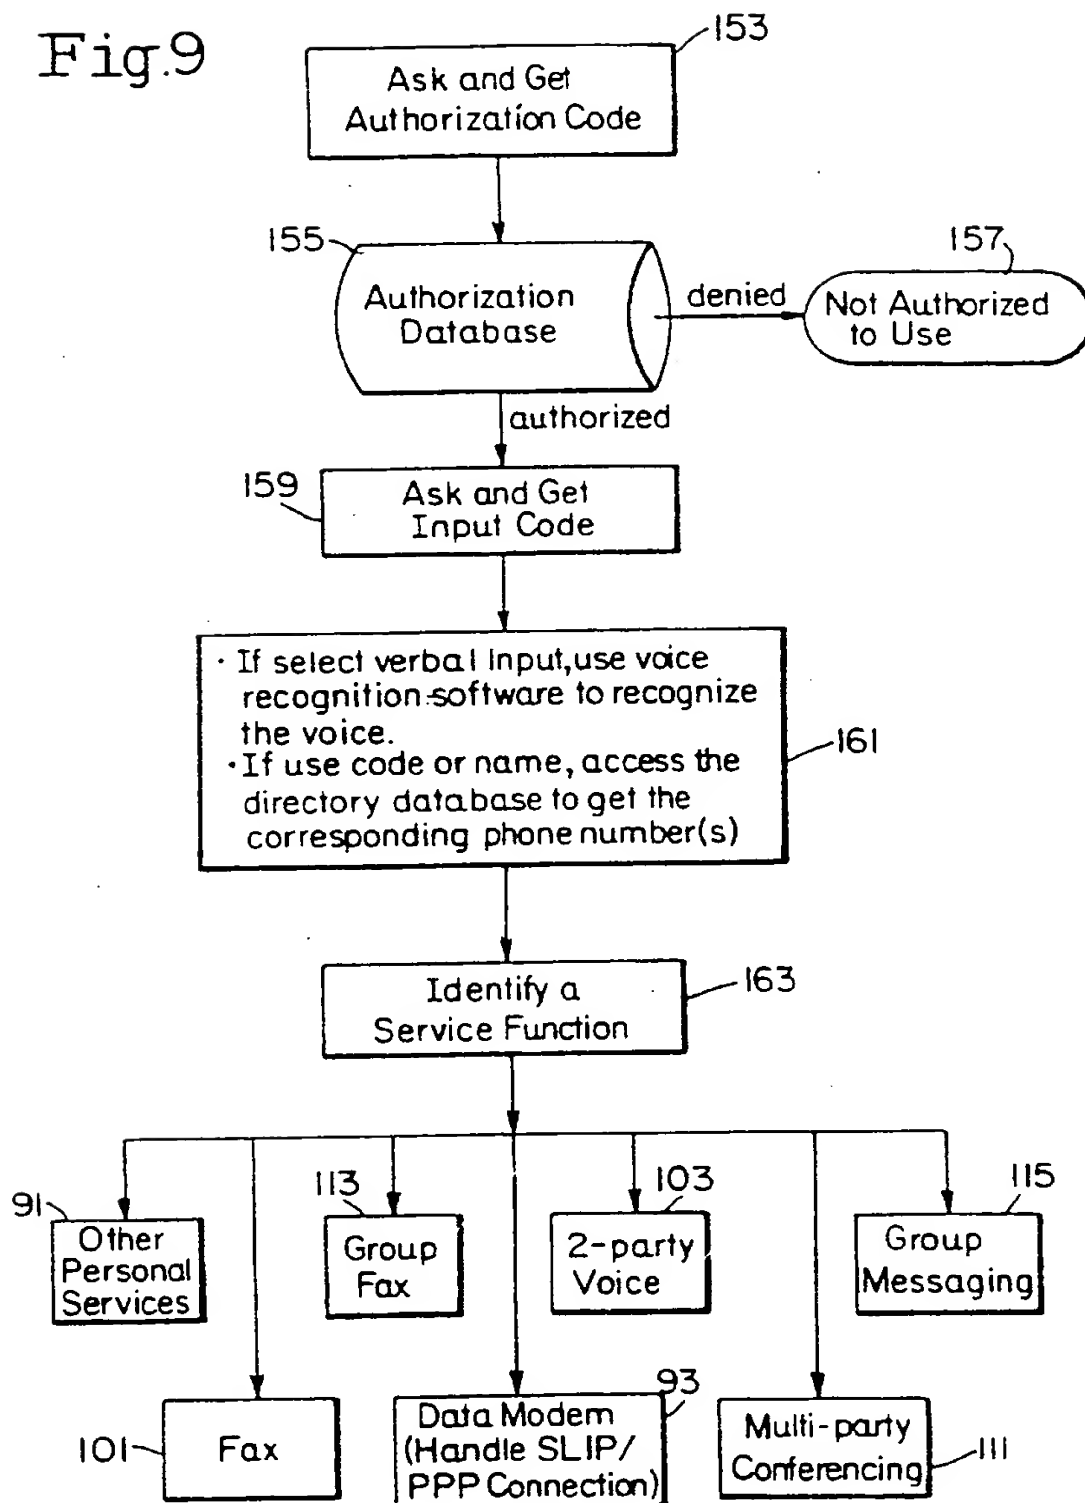 Fig.9
153
Ask and Get
Authorization Code
155
Authorization
Database
denied
157
Not Authorized
to Use
authorized
159
Ask and Get
Input Code
· If select verbal Input, use voice
recognition software to recognize
the voice.
· If use code or name, access the
directory database to get the
corresponding phone number(s)
161
Identify a
Service Function
163
91
Other
Personal
Services
113
Group
Fax
103
2-party
Voice
115
Group
Messaging
101
Fax
93
Data Modem
(Handle SLIP/
PPP Connection)
Multi-party
Conferencing
111